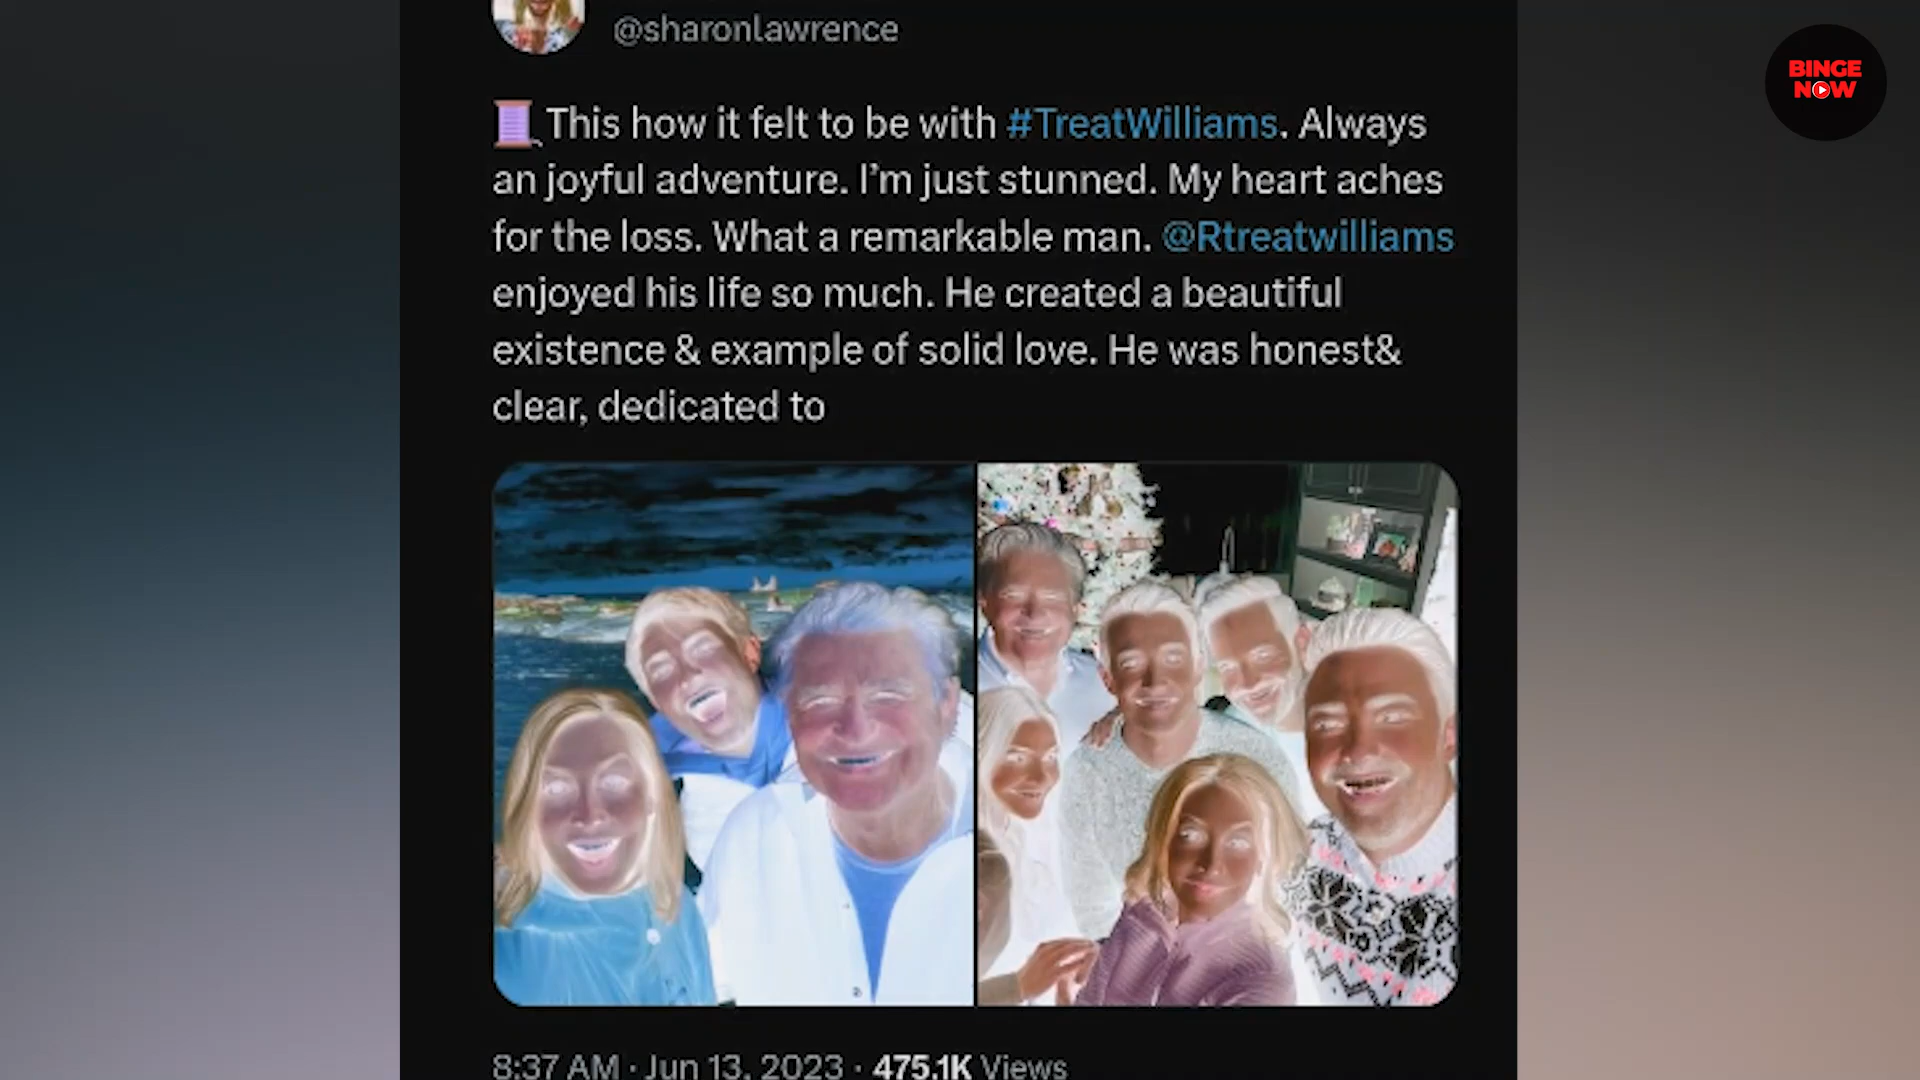 @sharonlawrence
BINGE
NOW
This how it felt to be with #TreatWilliams. Always
an joyful adventure. I’m just stunned. My heart aches
for the loss. What a remarkable man. @Rtreatwilliams
enjoyed his life so much. He created a beautiful
existence & example of solid love. He was honest&
clear, dedicated to
8:37 AM · Jun 13, 2023 · 475.1K Views